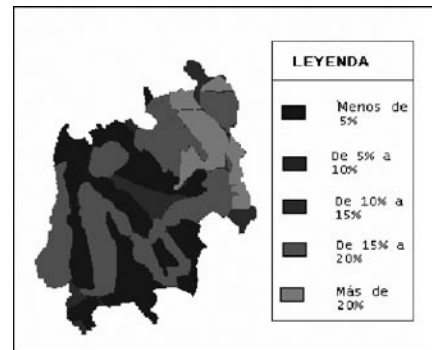 LEYENDA
Menos de
5%
De 5% a
10%
De 10% a
15%
De 15% a
20%
Más de
20%